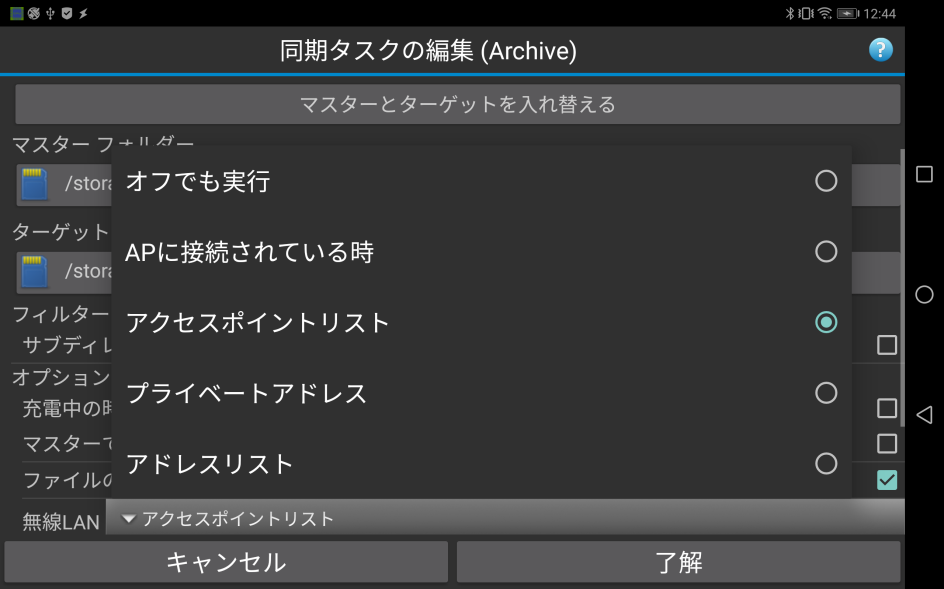 12:44
同期タスクの編集 (Archive)
?
マスターとターゲットを入れ替える
マスター フォルダー
/stora
ターゲット
/stora
フィルター
サブディレ
オプション
充電中の時
マスターで
ファイルの
無線LAN
オフでも実行
APに接続されている時
アクセスポイントリスト
プライベートアドレス
アドレスリスト
アクセスポイントリスト
キャンセル
了解